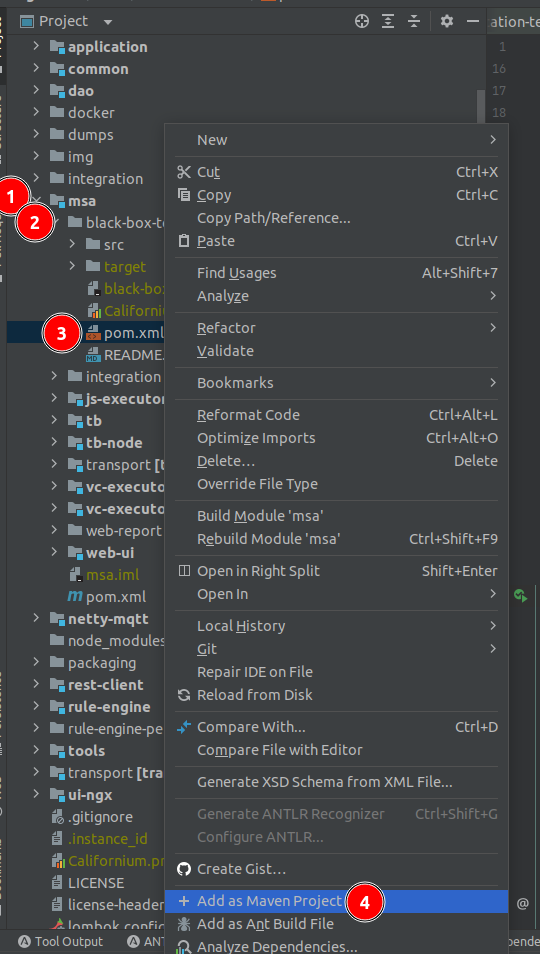 Project
ation-te
application
1
common
16
dao
17
docker
18
dumps
img
New
integration
Cut Ctrl+X
1
msa
Copy Ctrl+C
2
black-box-te
Copy Path/Reference...
src
Paste Ctrl+V
target
Find Usages Alt+Shift+7
black-box
Analyze
Californiu
Refactor
3
pom.xml
Validate
README.
integration
Bookmarks
js-executor
Reformat Code Ctrl+Alt+L
tb
Optimize Imports Ctrl+Alt+O
tb-node
Delete... Delete
transport [t
Override File Type
vc-executo
vc-executo
Build Module 'msa'
web-report
Rebuild Module 'msa' Ctrl+Shift+F9
web-ui
Open in Right Split Shift+Enter
msa.iml
Open In
pom.xml
netty-mqtt
Local History
node_modules
Git
packaging
Repair IDE on File
rest-client
Reload from Disk
rule-engine
Compare With... Ctrl+D
rule-engine-pe
Compare File with Editor
tools
transport [tra
Generate XSD Schema from XML File...
ui-ngx
Generate ANTLR Recognizer Ctrl+Shift+G
.gitignore
Configure ANTLR...
.instance_id
Create Gist...
Californium.pr
LICENSE
Add as Maven Project
4
license-header
@
Add as Ant Build File
lombok.config
Tool Output
ANT
Analyze Dependencies...
pende